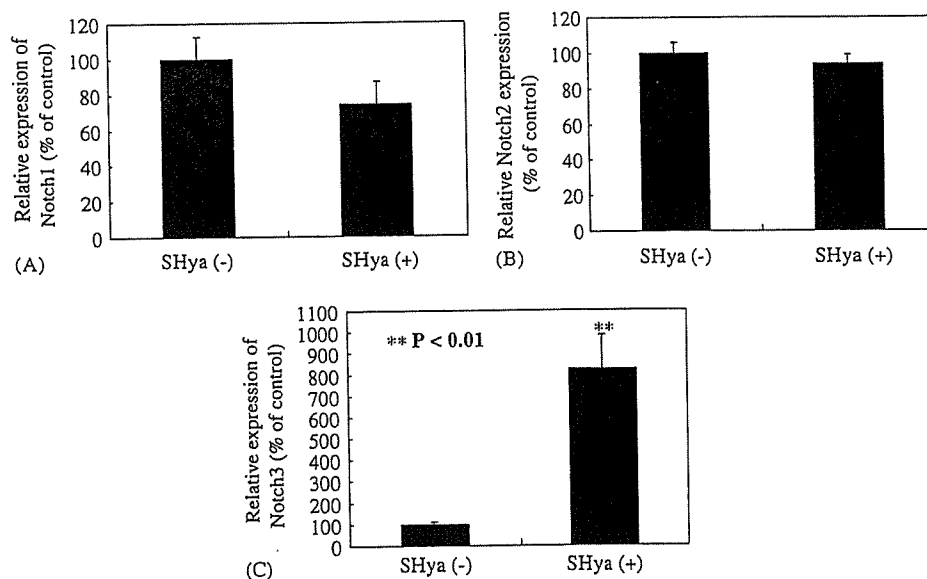 120
100
80
60
40
20
0
Relative expression of
Notch1 (% of control)
SHya (-)
SHya (+)
(A)
120
100
80
60
40
20
0
Relative Notch2 expression
(% of control)
SHya (-)
SHya (+)
(B)
1100
1000
900
800
700
600
500
400
300
200
100
0
Relative expression of
Notch3 (% of control)
** P < 0.01
**
SHya (-)
SHya (+)
(C)